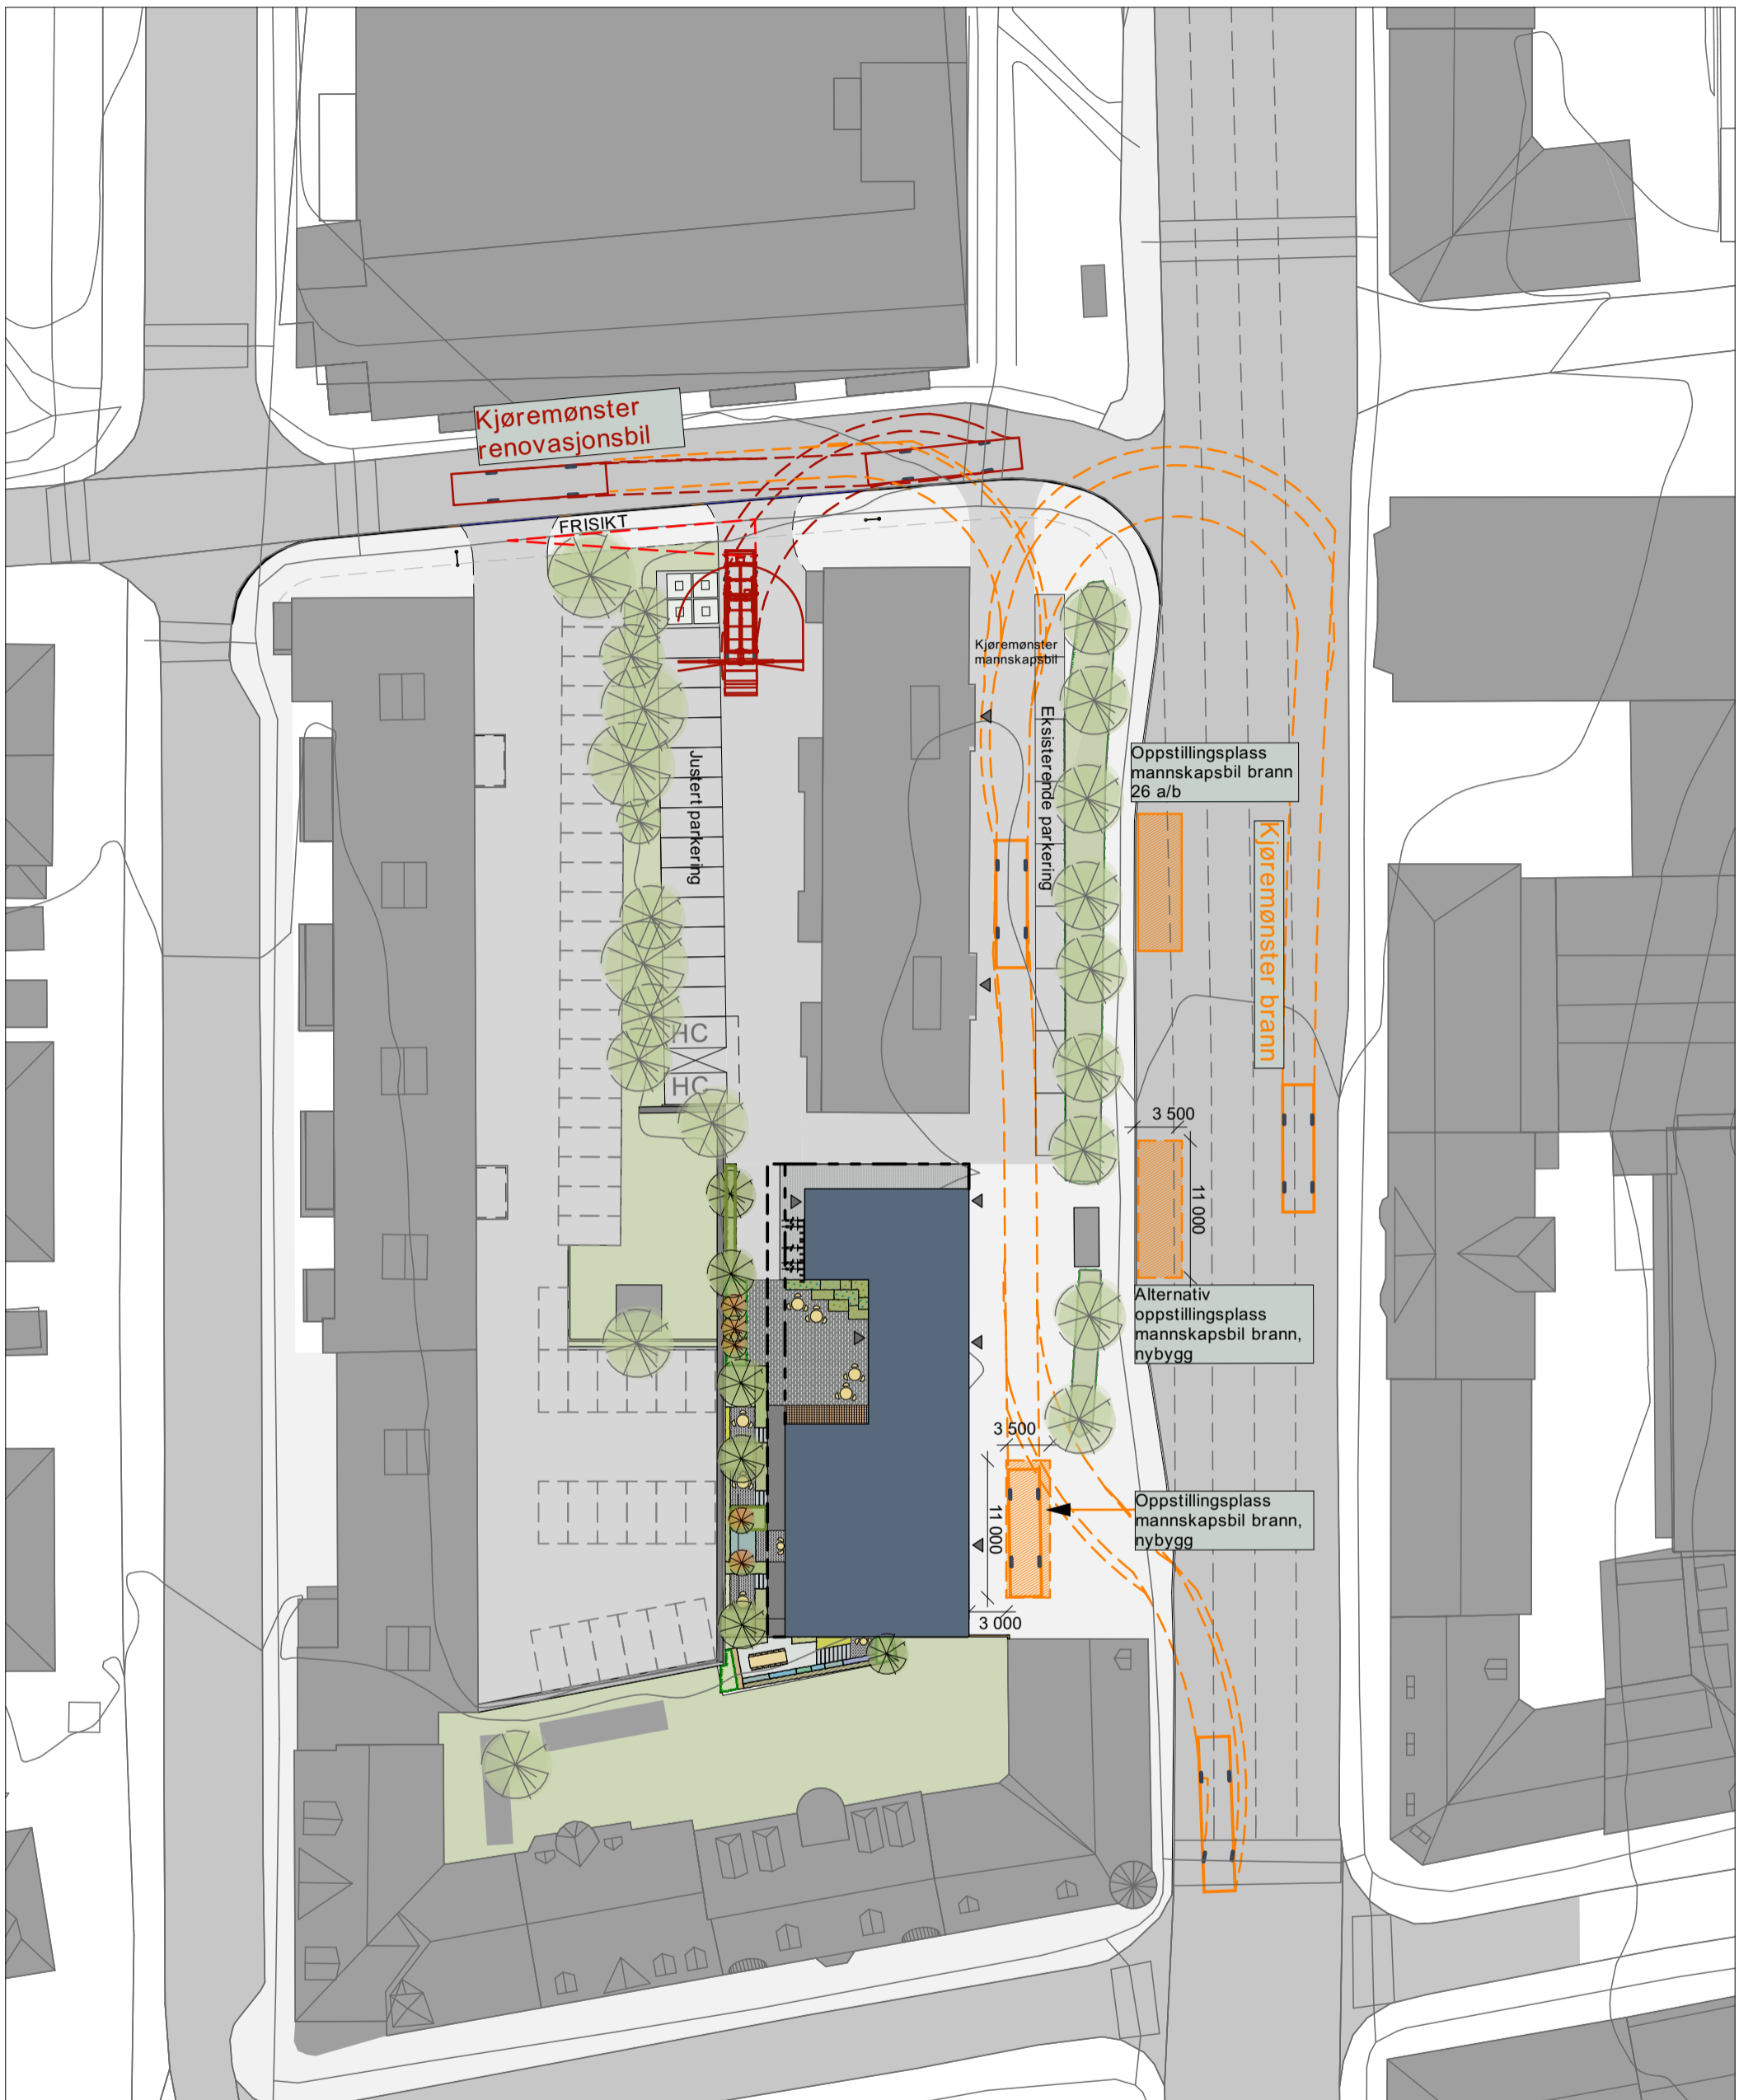 Kjøremønster
renovasjonsbil
FRISIKT
Kjøremønster
mannskapsbil
Eksisterende parkering
Justert parkering
Oppstillingsplass
mannskapsbil brann
26 a/b
Kjøremønster brann
HC
HC
3 500
11 000
Alternativ
oppstillingsplass
mannskapsbil brann,
nybygg
3 500
11 000
Oppstillingsplass
mannskapsbil brann,
nybygg
3 000